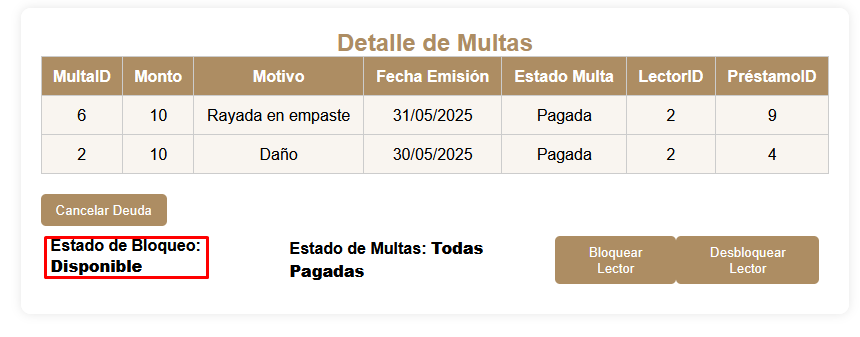 Detalle de Multas
MultaID Monto Motivo Fecha Emisión Estado Multa LectorID PréstamoID
6 10 Rayada en empaste 31/05/2025 Pagada 2 9
2 10 Daño 30/05/2025 Pagada 2 4
Cancelar Deuda
Estado de Bloqueo:
Disponible
Estado de Multas: Todas
Pagadas
Bloquear
Lector
Desbloquear
Lector